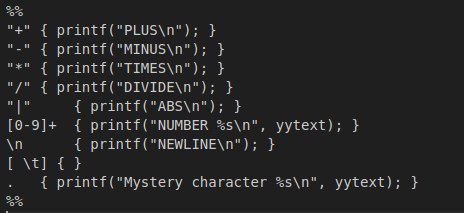 %%
"+" { printf("PLUS\n"); }
"-" { printf("MINUS\n"); }
"*" { printf("TIMES\n"); }
"/" { printf("DIVIDE\n"); }
"|"     { printf("ABS\n"); }
[0-9]+  { printf("NUMBER %s\n", yytext); }
\n      { printf("NEWLINE\n"); }
[ \t] { }
.   { printf("Mystery character %s\n", yytext); }
%%